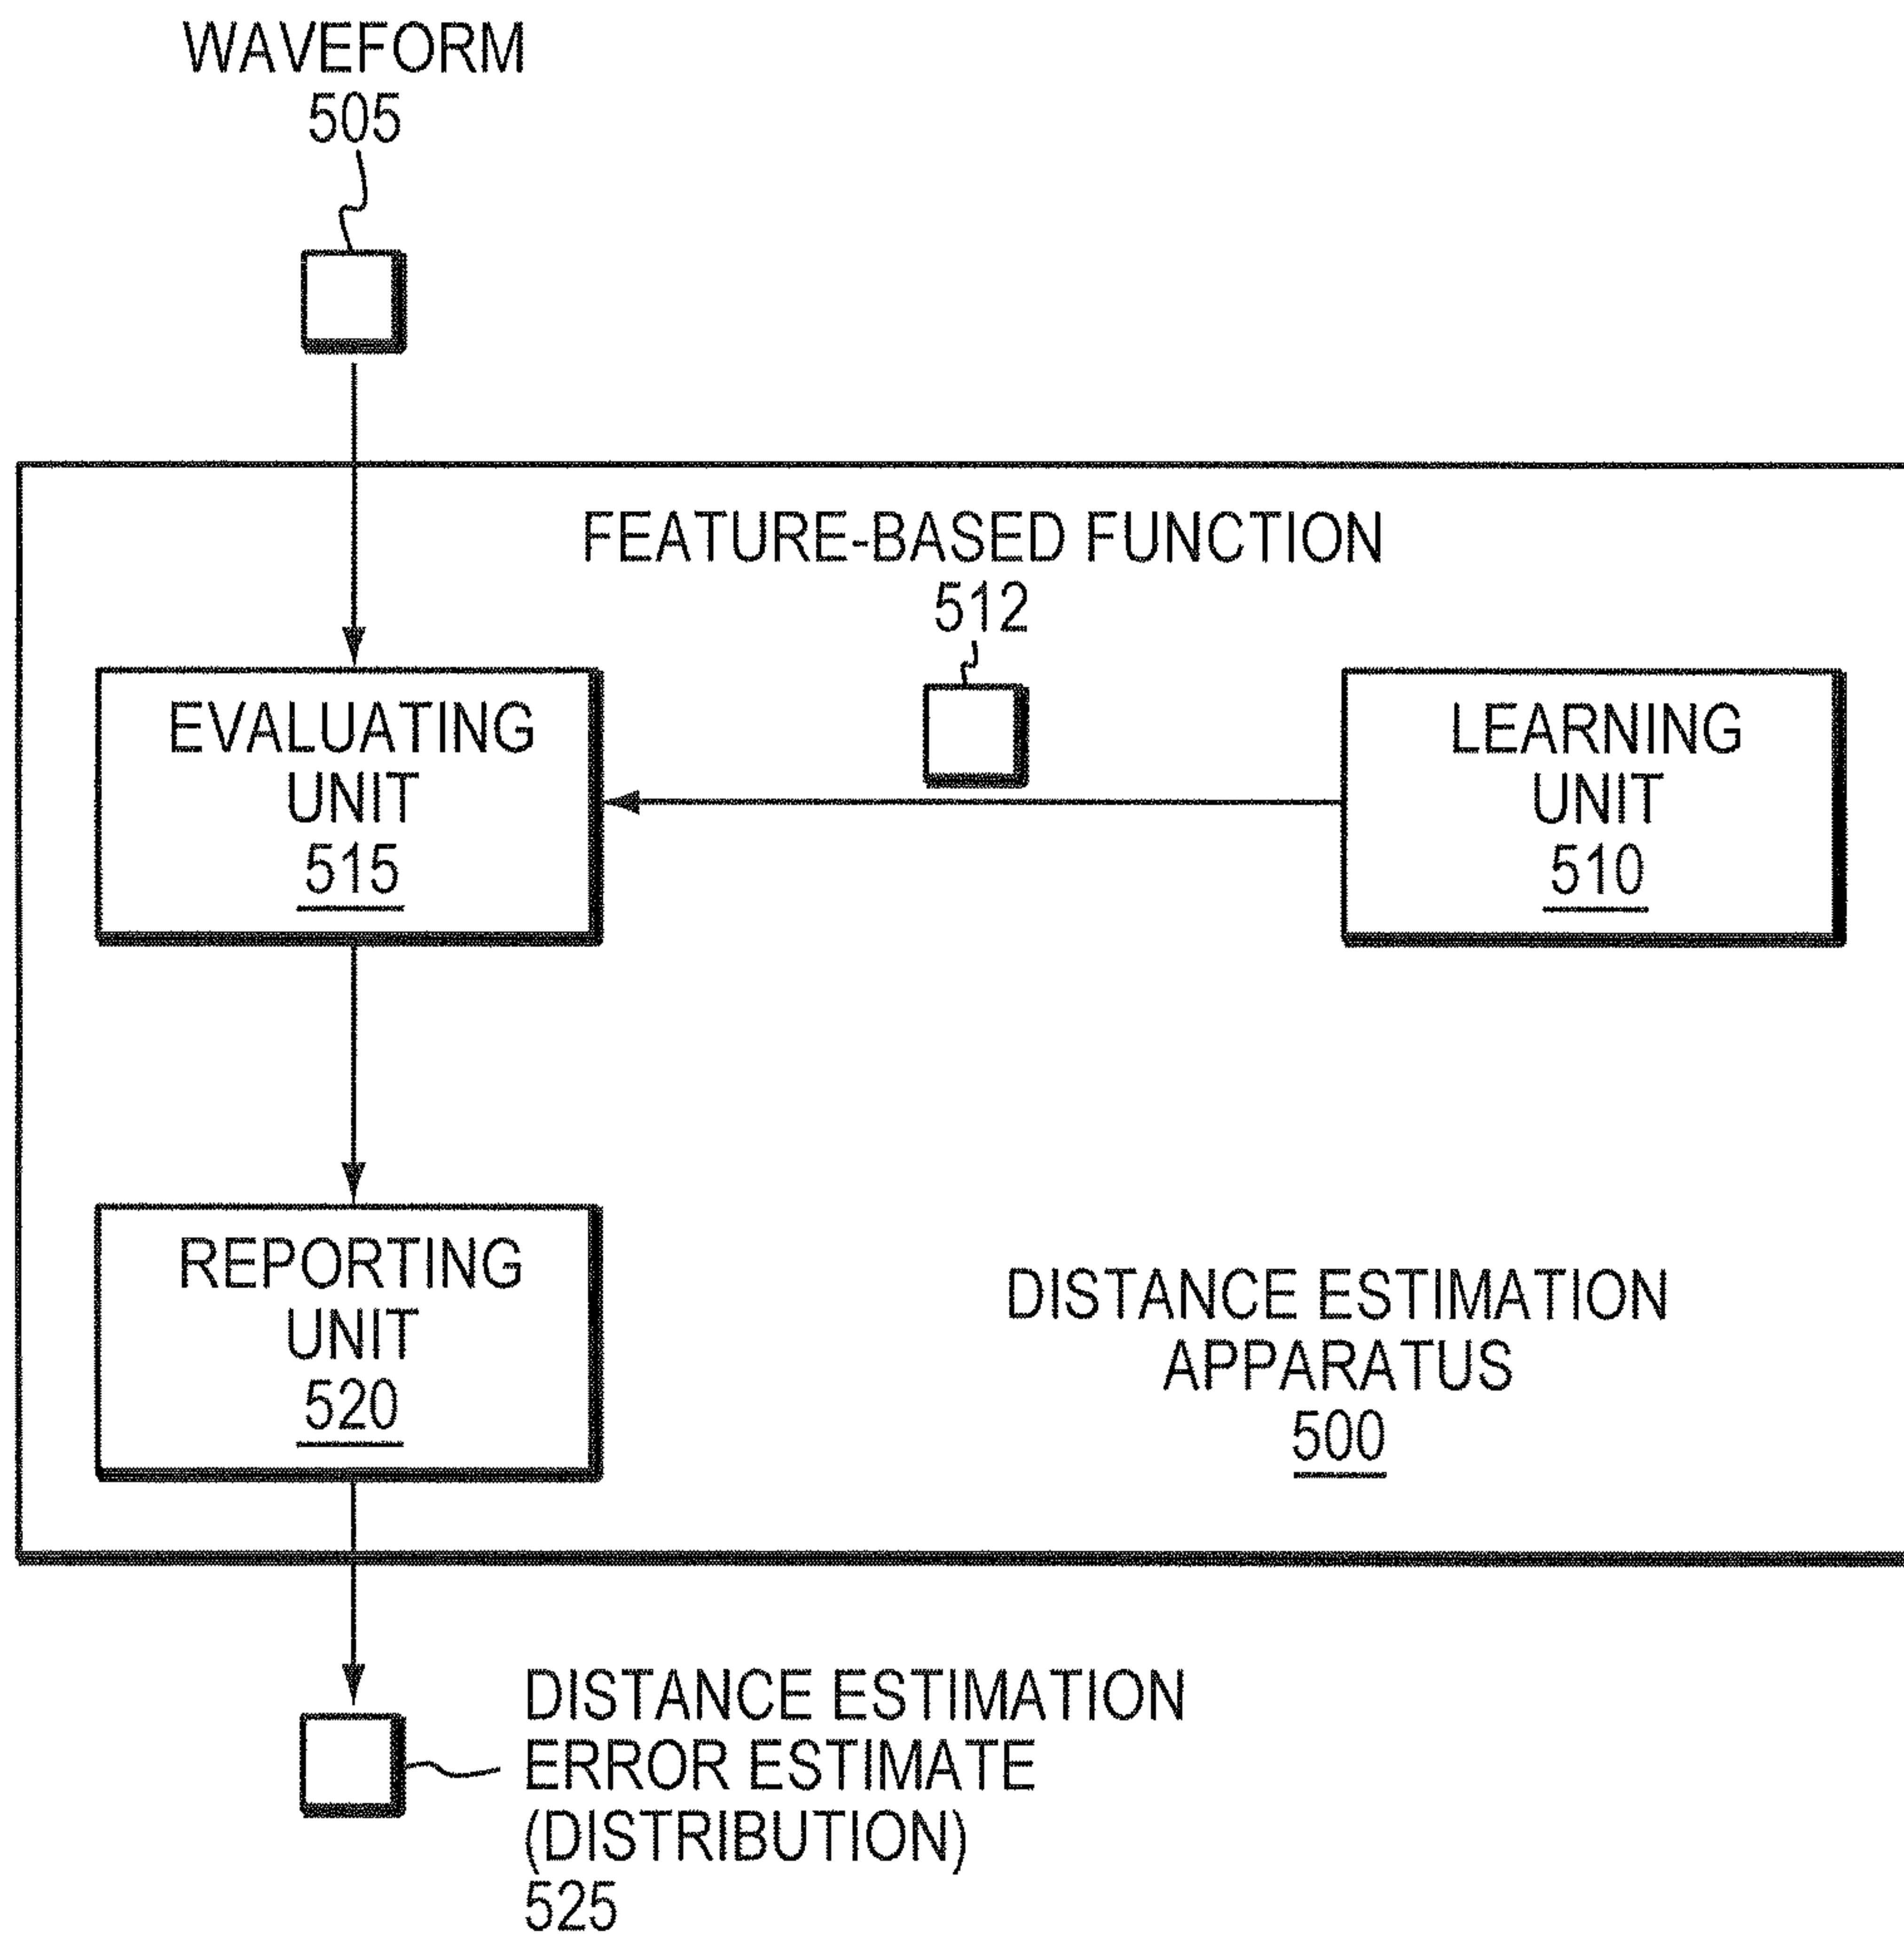 WAVEFORM
505
FEATURE-BASED FUNCTION
512
EVALUATING
UNIT
515
LEARNING
UNIT
510
REPORTING
UNIT
520
DISTANCE ESTIMATION
APPARATUS
500
DISTANCE ESTIMATION
ERROR ESTIMATE
(DISTRIBUTION)
525